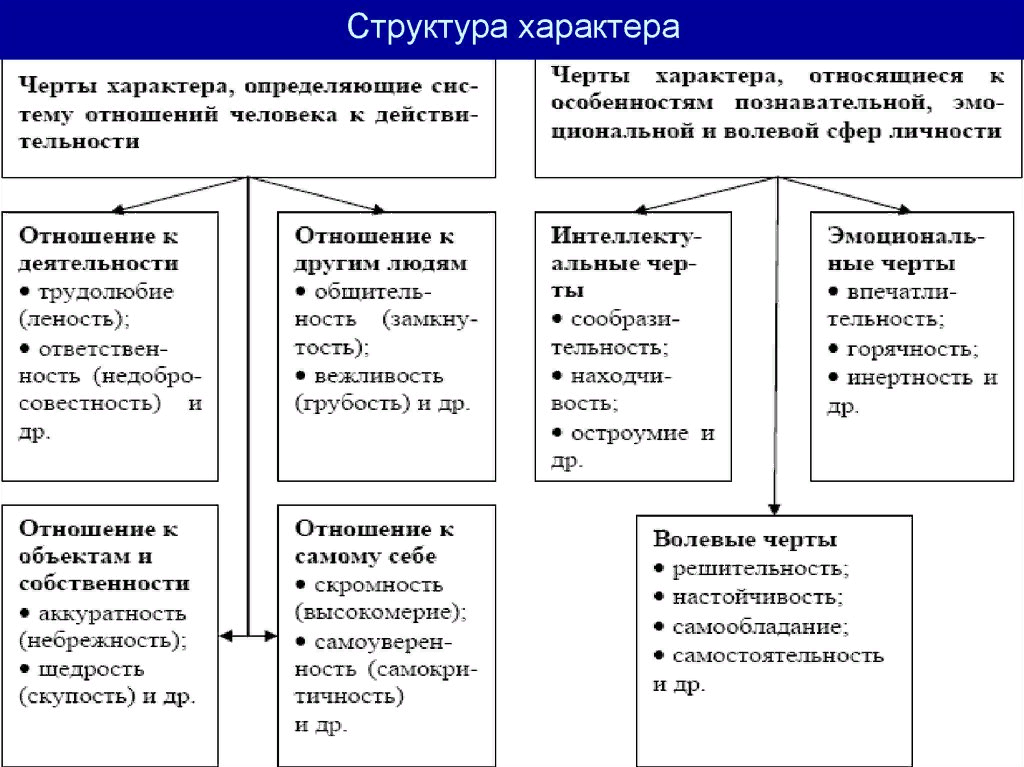 Структура характера
Черты характера, определяющие сис-
тему отношений человека к действи-
тельности
Черты характера, относящиеся к
особенностям познавательной, эмо-
циональной и волевой сфер личности
Отношение к
деятельности
• трудолюбие
(леность);
• ответствен-
ность (недобро-
совестность) и
др.
Отношение к
другим людям
• общитель-
ность (замкну-
тость);
• вежливость
(грубость) и др.
Интеллекту-
альные чер-
ты
• сообрази-
тельность;
• находчи-
вость;
• остроумие и
др.
Эмоциональ-
ные черты
• впечатли-
тельность;
• горячность;
• инертность и
др.
Отношение к
объектам и
собственности
• аккуратность
(небрежность);
• щедрость
(скупость) и др.
Отношение к
самому себе
• скромность
(высокомерие);
• самоуверен-
ность (самокри-
тичность)
и др.
Волевые черты
• решительность;
• настойчивость;
• самообладание;
• самостоятельность
и др.